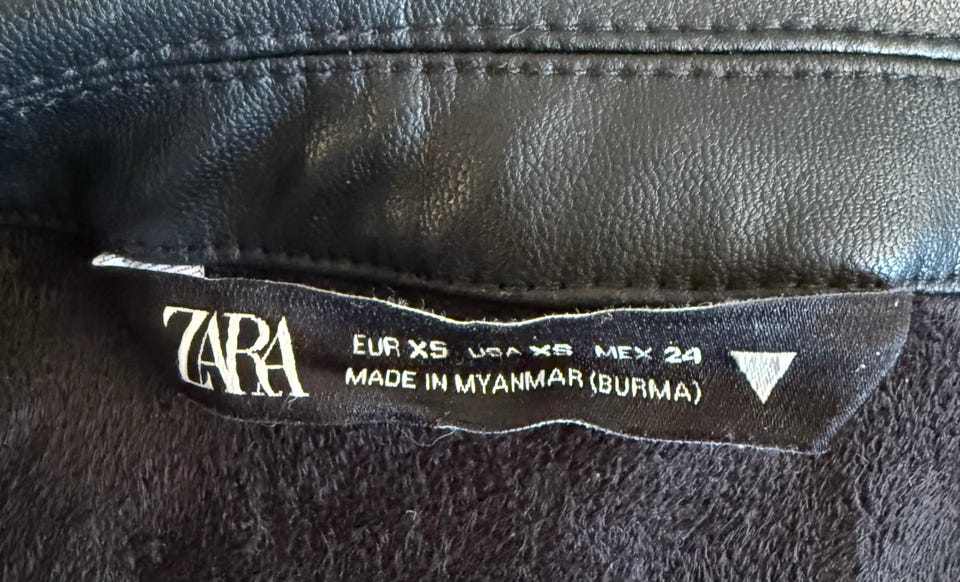 ZARA
EUR XS USA XS MEX 24
MADE IN MYANMAR (BURMA)